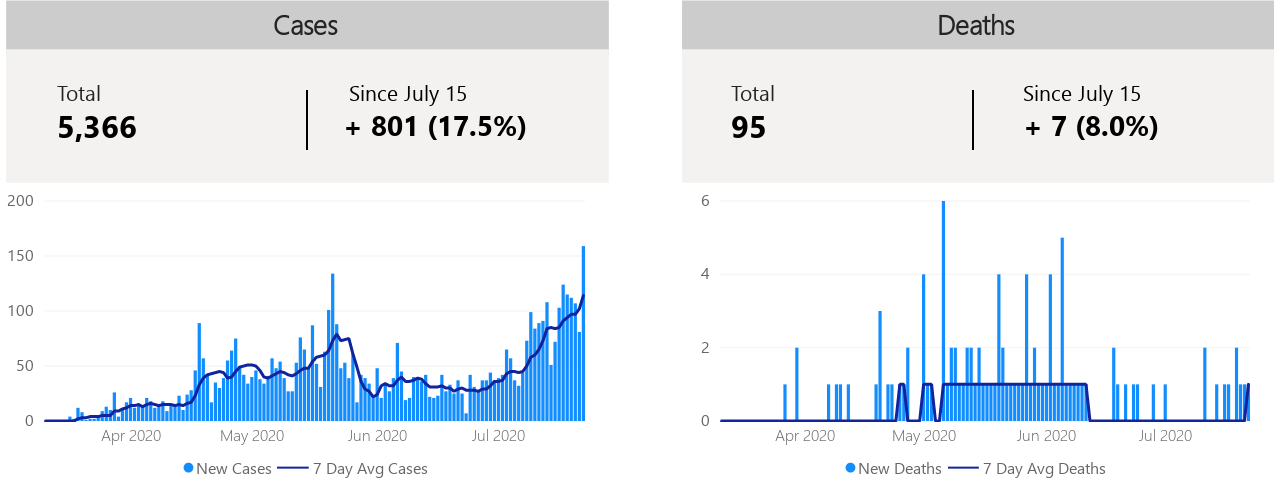 Cases
Total
5,366
Since July 15
+ 801 (17.5%)
200
150
100
50
0
Apr 2020 May 2020 Jun 2020 Jul 2020
New Cases 7 Day Avg Cases
Deaths
Total
95
Since July 15
+ 7 (8.0%)
6
4
2
0
Apr 2020 May 2020 Jun 2020 Jul 2020
New Deaths 7 Day Avg Deaths